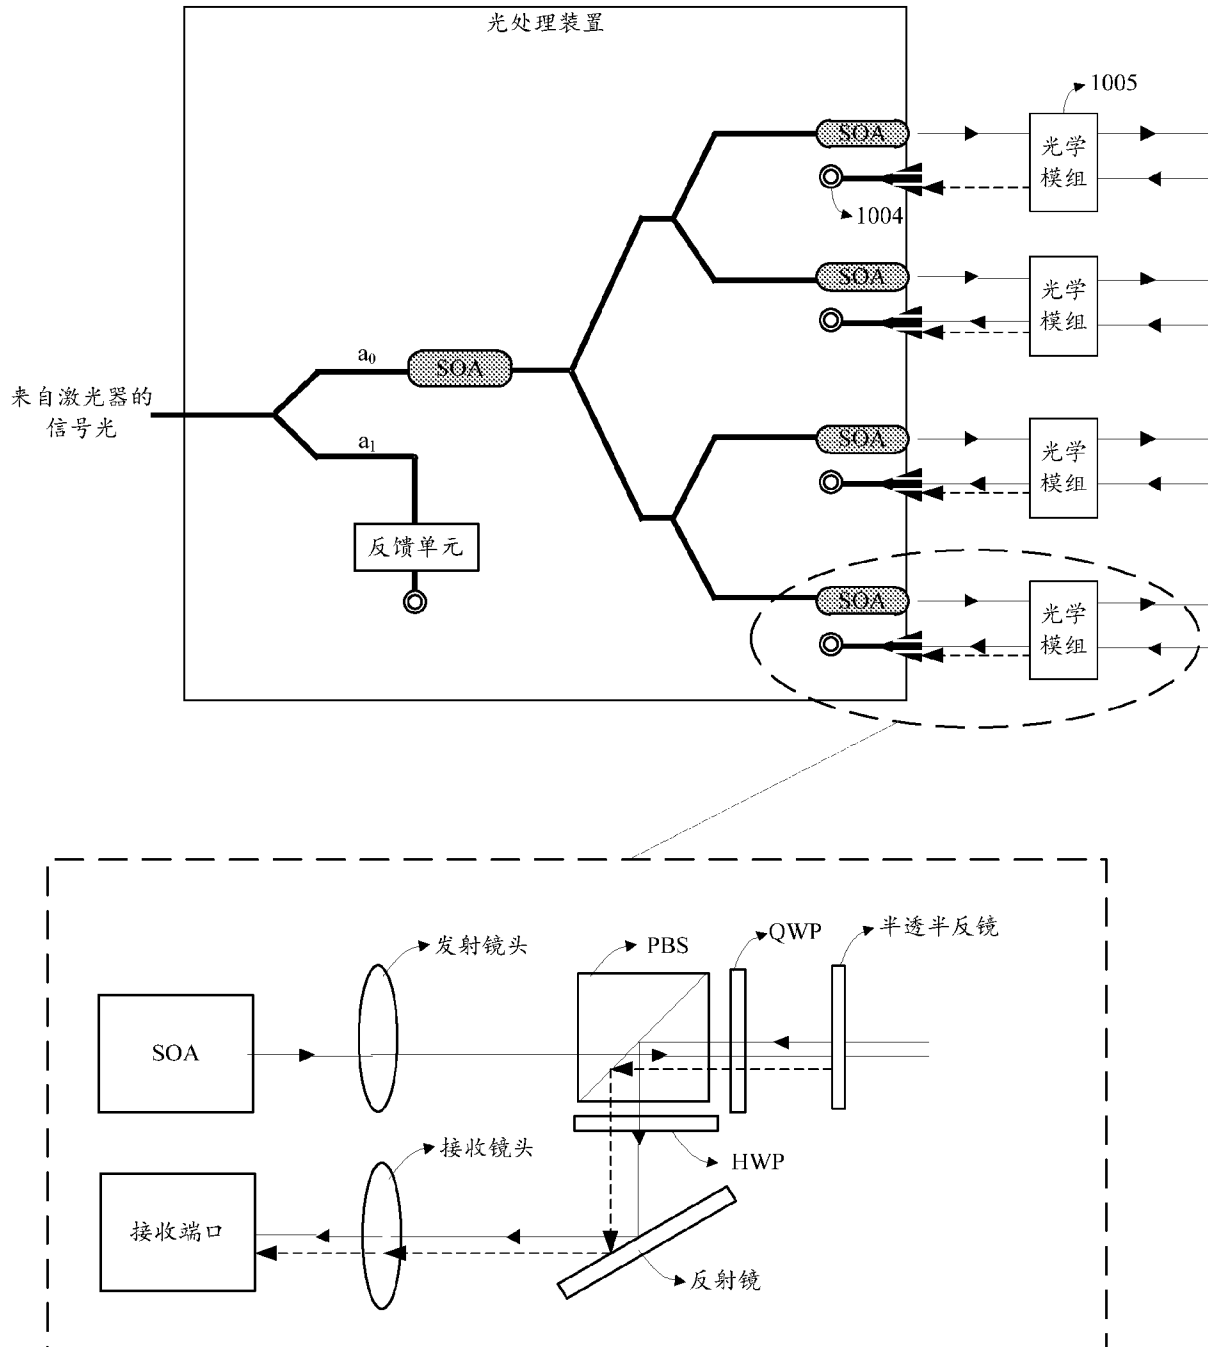 光处理装置
1005
SOA
光学
模组
1004
SOA
光学
模组
a0
SOA
来自激光器的
信号光
a1
SOA
光学
模组
反馈单元
SOA
光学
模组
发射镜头
PBS
QWP
半透半反镜
SOA
接收镜头
HWP
接收端口
反射镜